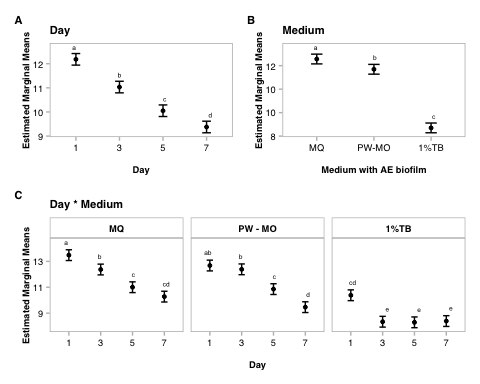 A
Day
Estimated Marginal Means
12
11
10
9
a
b
c
d
1 3 5 7
Day
B
Medium
Estimated Marginal Means
12
10
10
8
a
b
c
MQ PW-MO 1%TB
Medium with AE biofilm
C
Day * Medium
MQ PW - MO 1%TB
Estimated Marginal Means
13
11
9
a b c cd
ab b c d
cd e e e
1 3 5 7 1 3 5 7 1 3 5 7
Day